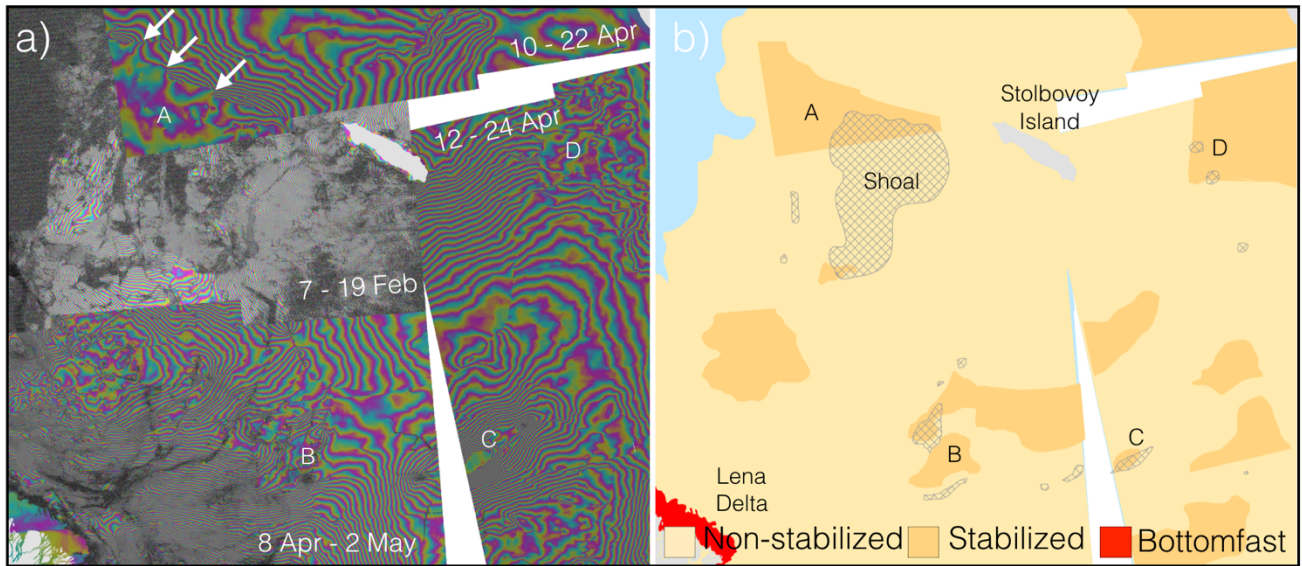 a)
10 - 22 Apr
A
12 - 24 Apr
D
7 - 19 Feb
B
C
8 Apr - 2 May
b)
Stolbovoy
Island
A
D
Shoal
B
C
Lena
Delta
Non-stabilized
Stabilized
Bottomfast